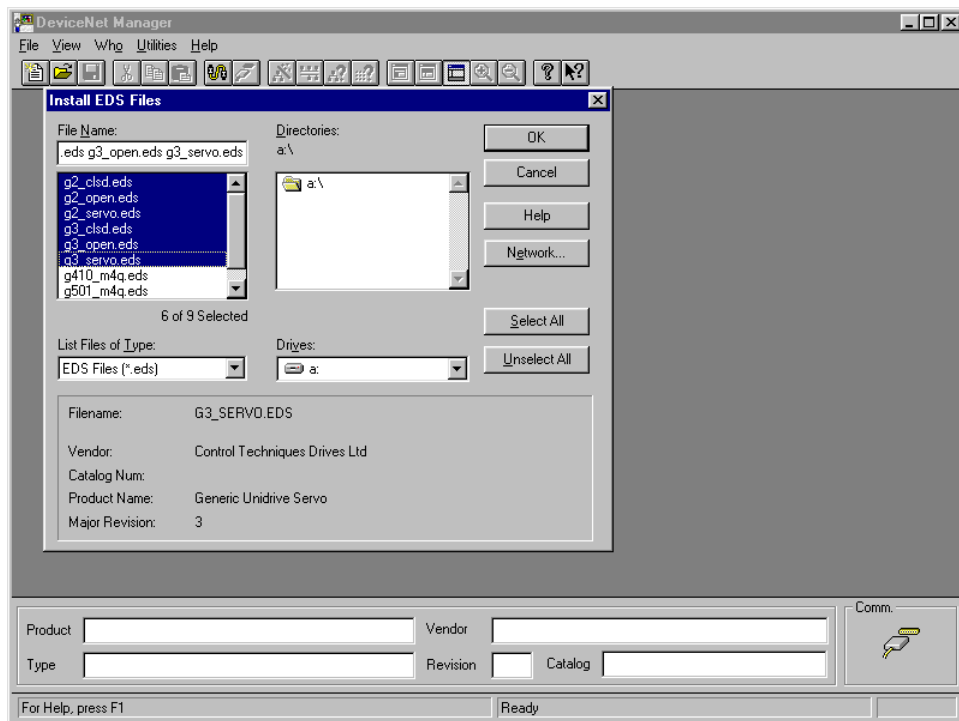 DeviceNet Manager
File View Who Utilities Help
Install EDS Files
File Name:
.eds g3_open.eds g3_servo.eds
g2_clsd.eds
g2_open.eds
g2_servo.eds
g3_clsd.eds
g3_open.eds
g3_servo.eds
g410_m4q.eds
g501_m4q.eds
6 of 9 Selected
List Files of Type:
EDS Files (*.eds)
Directories:
a:\
a:\
Drives:
a:
OK
Cancel
Help
Network...
Select All
Unselect All
Filename: G3_SERVO.EDS
Vendor: Control Techniques Drives Ltd
Catalog Num:
Product Name: Generic Unidrive Servo
Major Revision: 3
Product
Vendor
Type
Revision
Catalog
Comm.
For Help, press F1
Ready